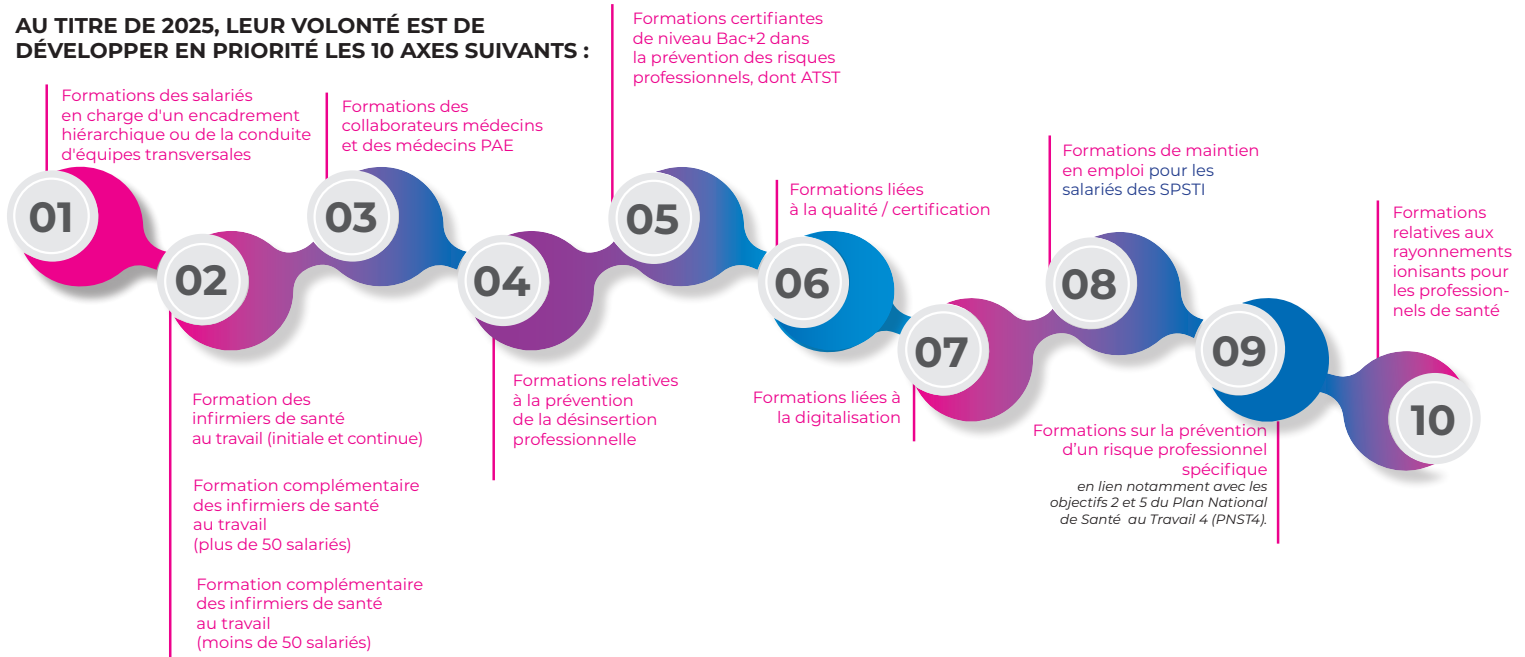 AU TITRE DE 2025, LEUR VOLONTÉ EST DE
DÉVELOPPER EN PRIORITÉ LES 10 AXES SUIVANTS :
01
Formations des salariés
en charge d'un encadrement
hiérarchique ou de la conduite
d'équipes transversales
02
Formation des
infirmiers de santé
au travail (initiale et continue)
Formation complémentaire
des infirmiers de santé
au travail
(plus de 50 salariés)
Formation complémentaire
des infirmiers de santé
au travail
(moins de 50 salariés)
03
Formations des
collaborateurs médecins
et des médecins PAE
04
Formations relatives
à la prévention
de la désinsertion
professionnelle
05
Formations certifiantes
de niveau Bac+2 dans
la prévention des risques
professionnels, dont ATST
06
Formations liées
à la qualité / certification
07
Formations liées à
la digitalisation
08
Formations de maintien
en emploi pour les
salariés des SPSTI
09
Formations sur la prévention
d’un risque professionnel
spécifique
en lien notamment avec les
objectifs 2 et 5 du Plan National
de Santé au Travail 4 (PNST4).
10
Formations
relatives aux
rayonnements
ionisants pour
les profession-
nels de santé